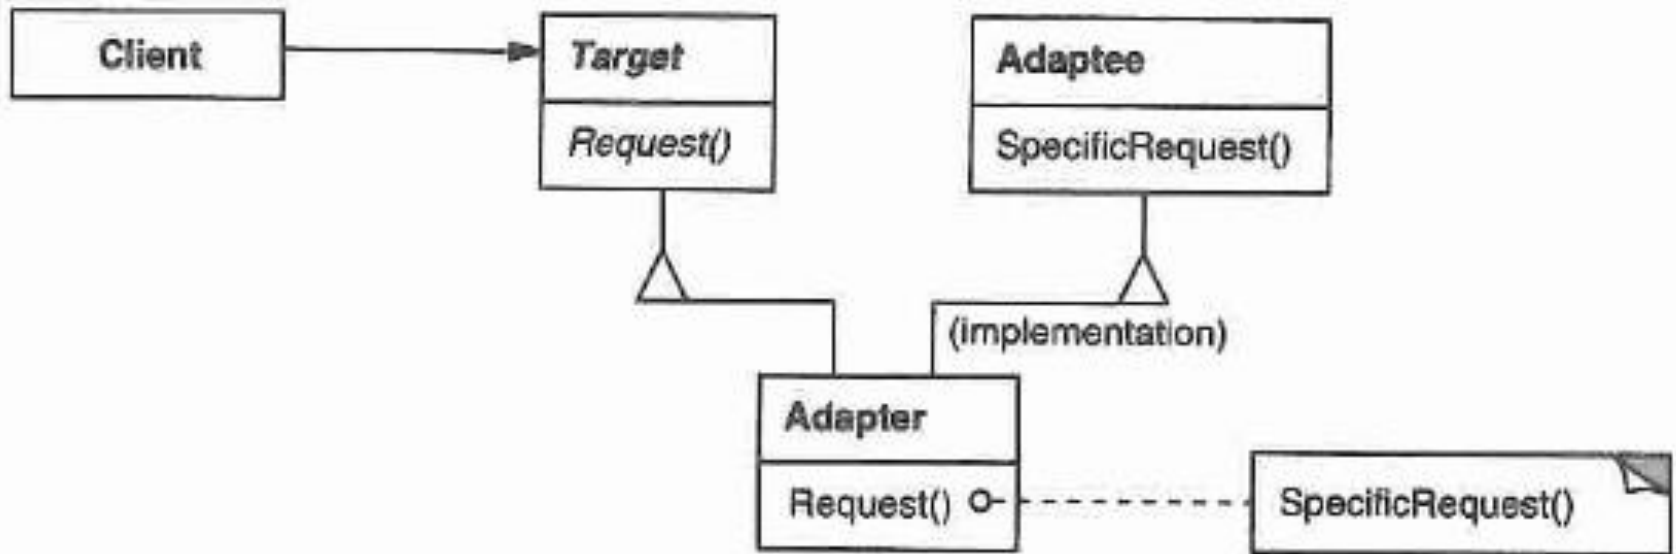 Client
Target
Request()
Adaptee
SpecificRequest()
(implementation)
Adapter
Request()
SpecificRequest()